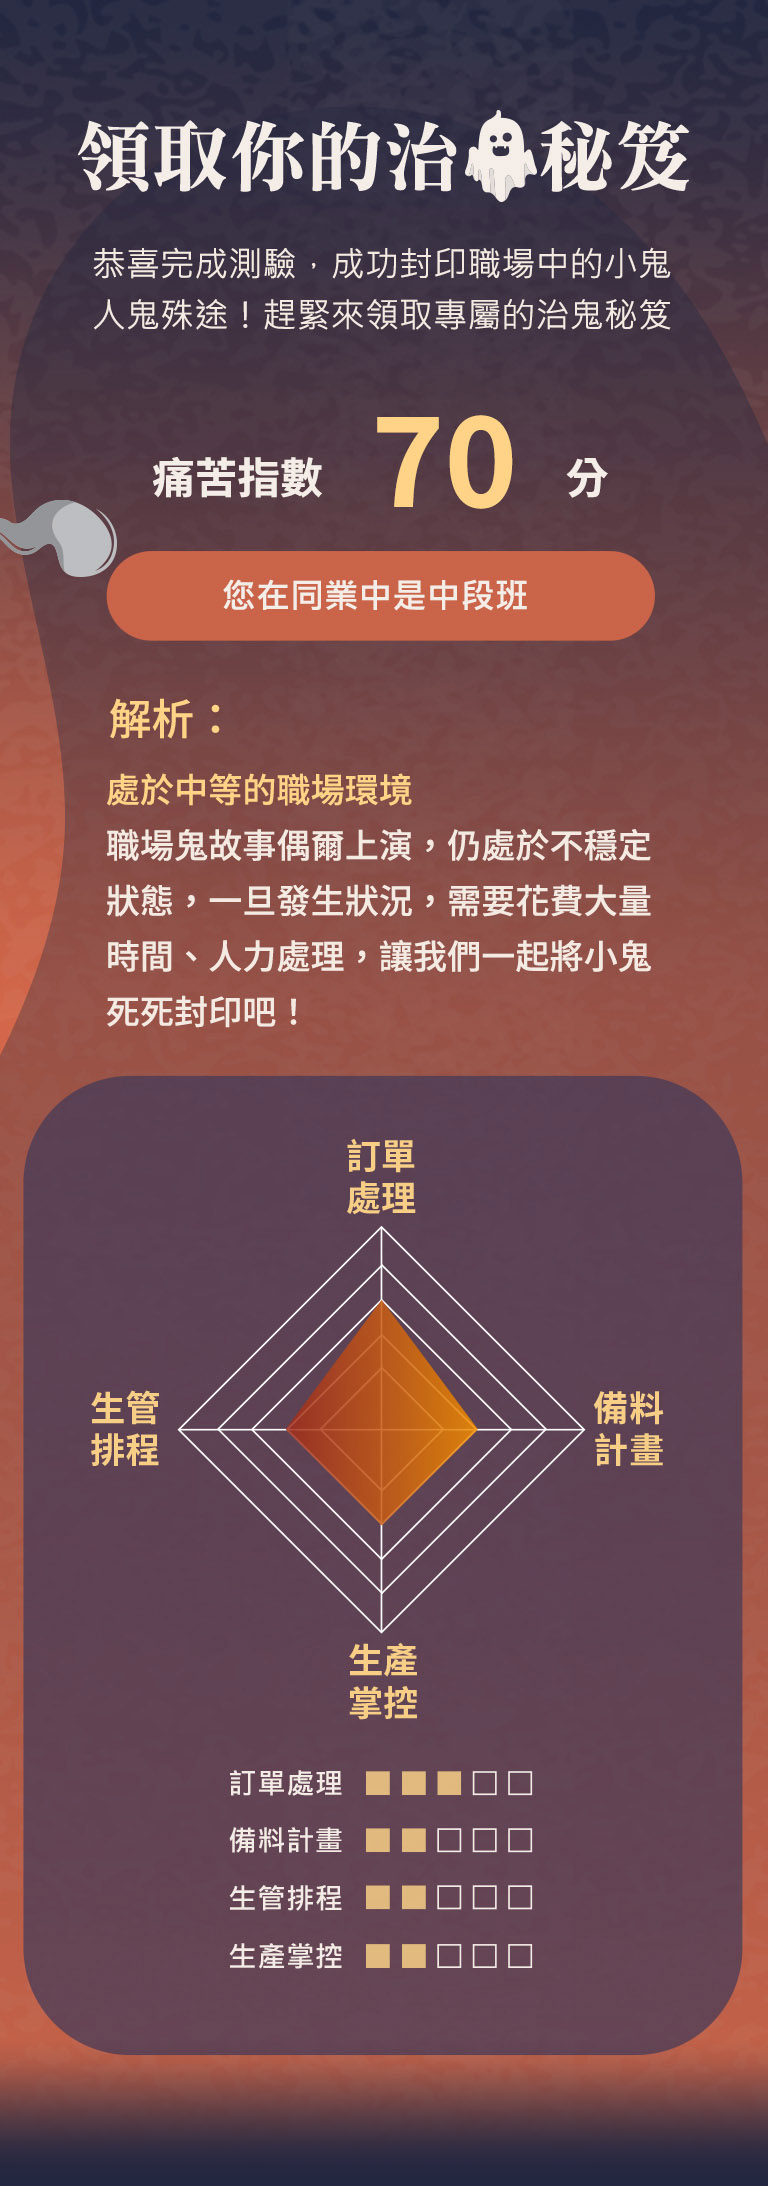 領取你的治秘笈
恭喜完成測驗，成功封印職場中的小鬼
人鬼殊途！趕緊來領取專屬的治鬼秘笈
痛苦指數 70 分
您在同業中是中段班
解析：
處於中等的職場環境
職場鬼故事偶爾上演，仍處於不穩定
狀態，一旦發生狀況，需要花費大量
時間、人力處理，讓我們一起將小鬼
死死封印吧！
訂單
處理
生管
排程
備料
計畫
生產
掌控
訂單處理
備料計畫
生管排程
生產掌控